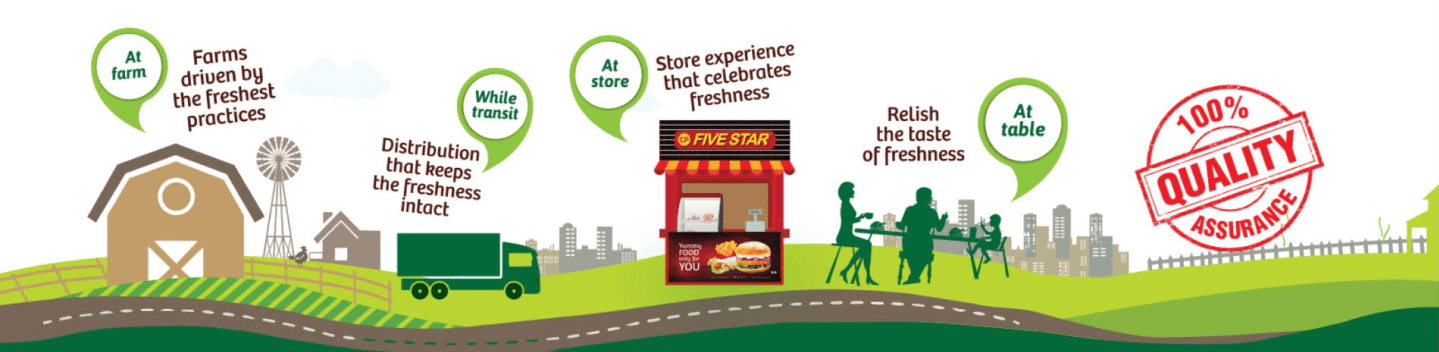 At
farm
Farms
driven by
the freshest
practices
While
transit
Distribution
that keeps
the freshness
intact
At
store
Store experience
that celebrates
freshness
FIVE STAR
Yummy
FOOD
only for
YOU
Relish
the taste
of freshness
At
table
100%
QUALITY
ASSURANCE